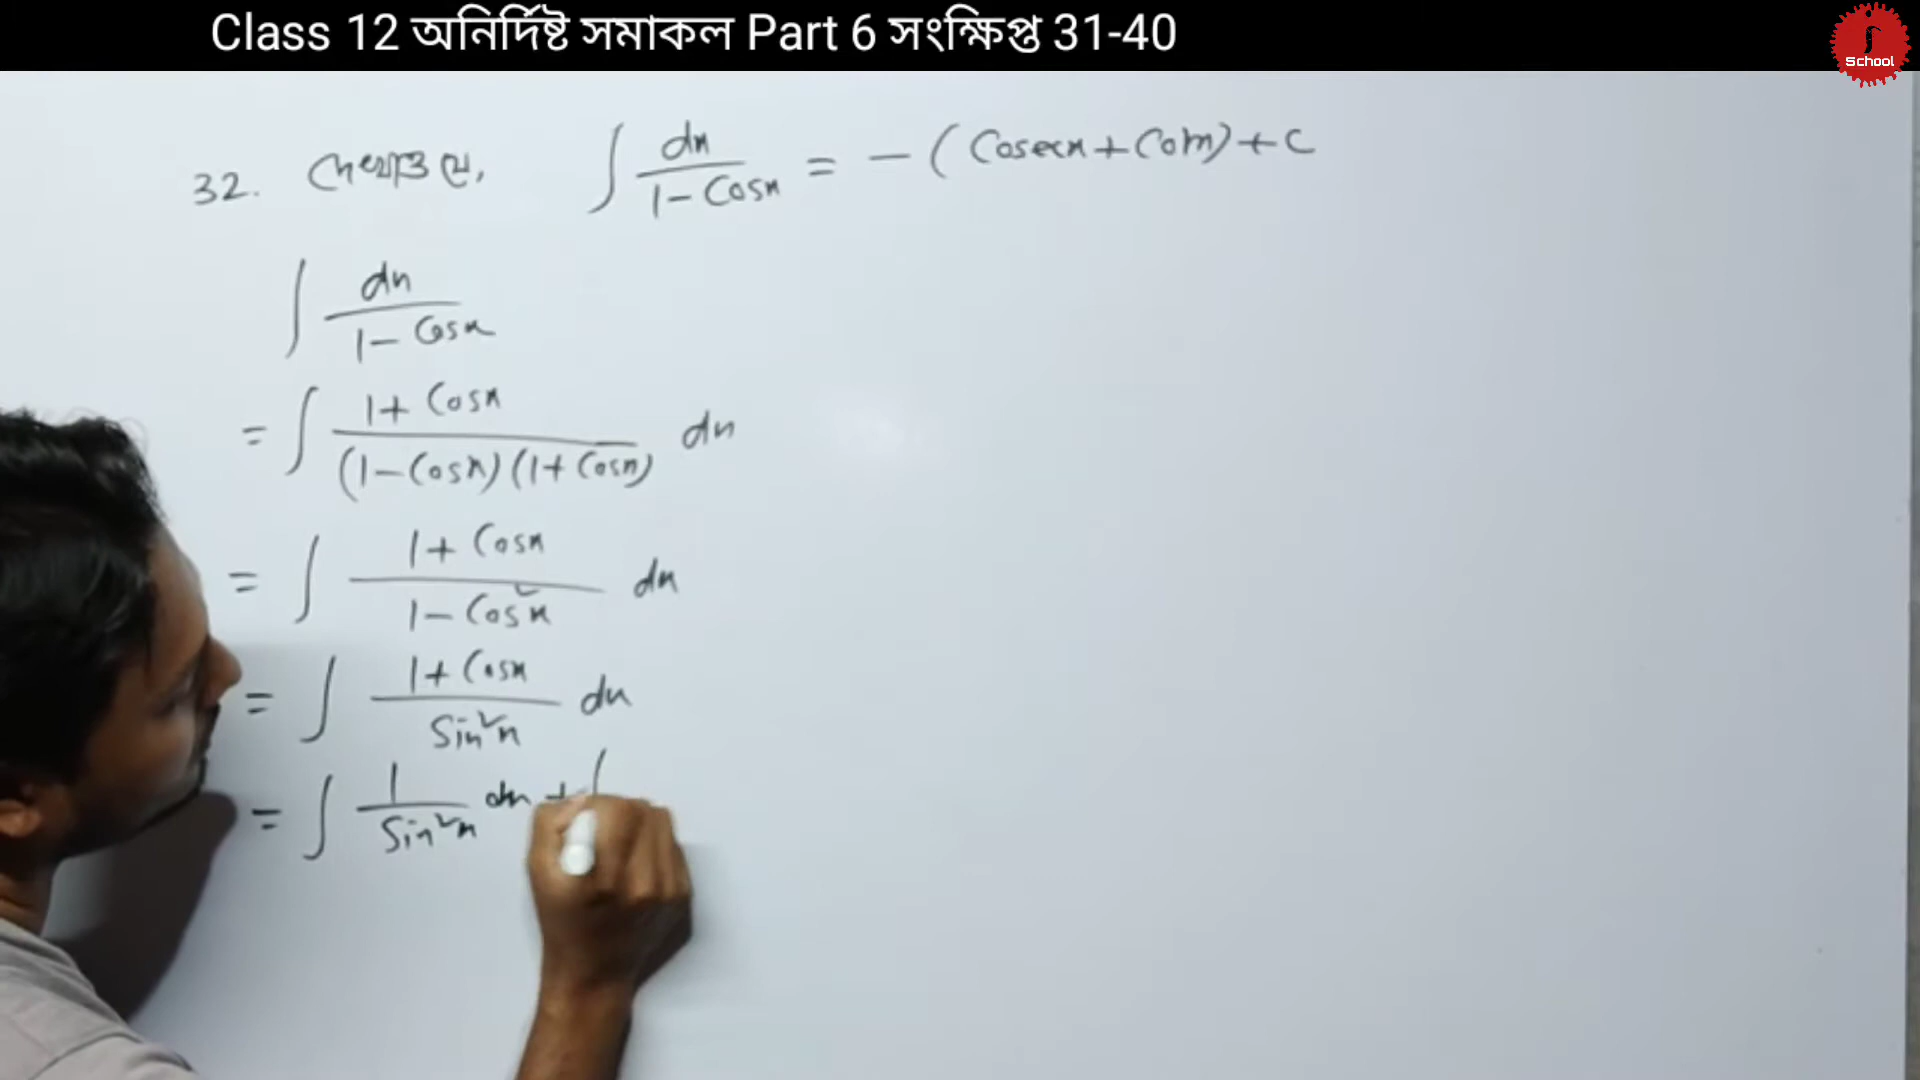 Class 12 অনির্দিষ্ট সমাকল Part 6 সংক্ষিপ্ত 31-40
School
32. দেখাও যে, ∫ dx / (1 - Cosx) = - (Cosecx + Cotx) + C
∫ dx / (1 - Cosx)
= ∫ (1 + Cosx) / ((1 - Cosx)(1 + Cosx)) dx
= ∫ (1 + Cosx) / (1 - Cos²x) dx
= ∫ (1 + Cosx) / Sin²x dx
= ∫ 1 / Sin²x dx + ∫